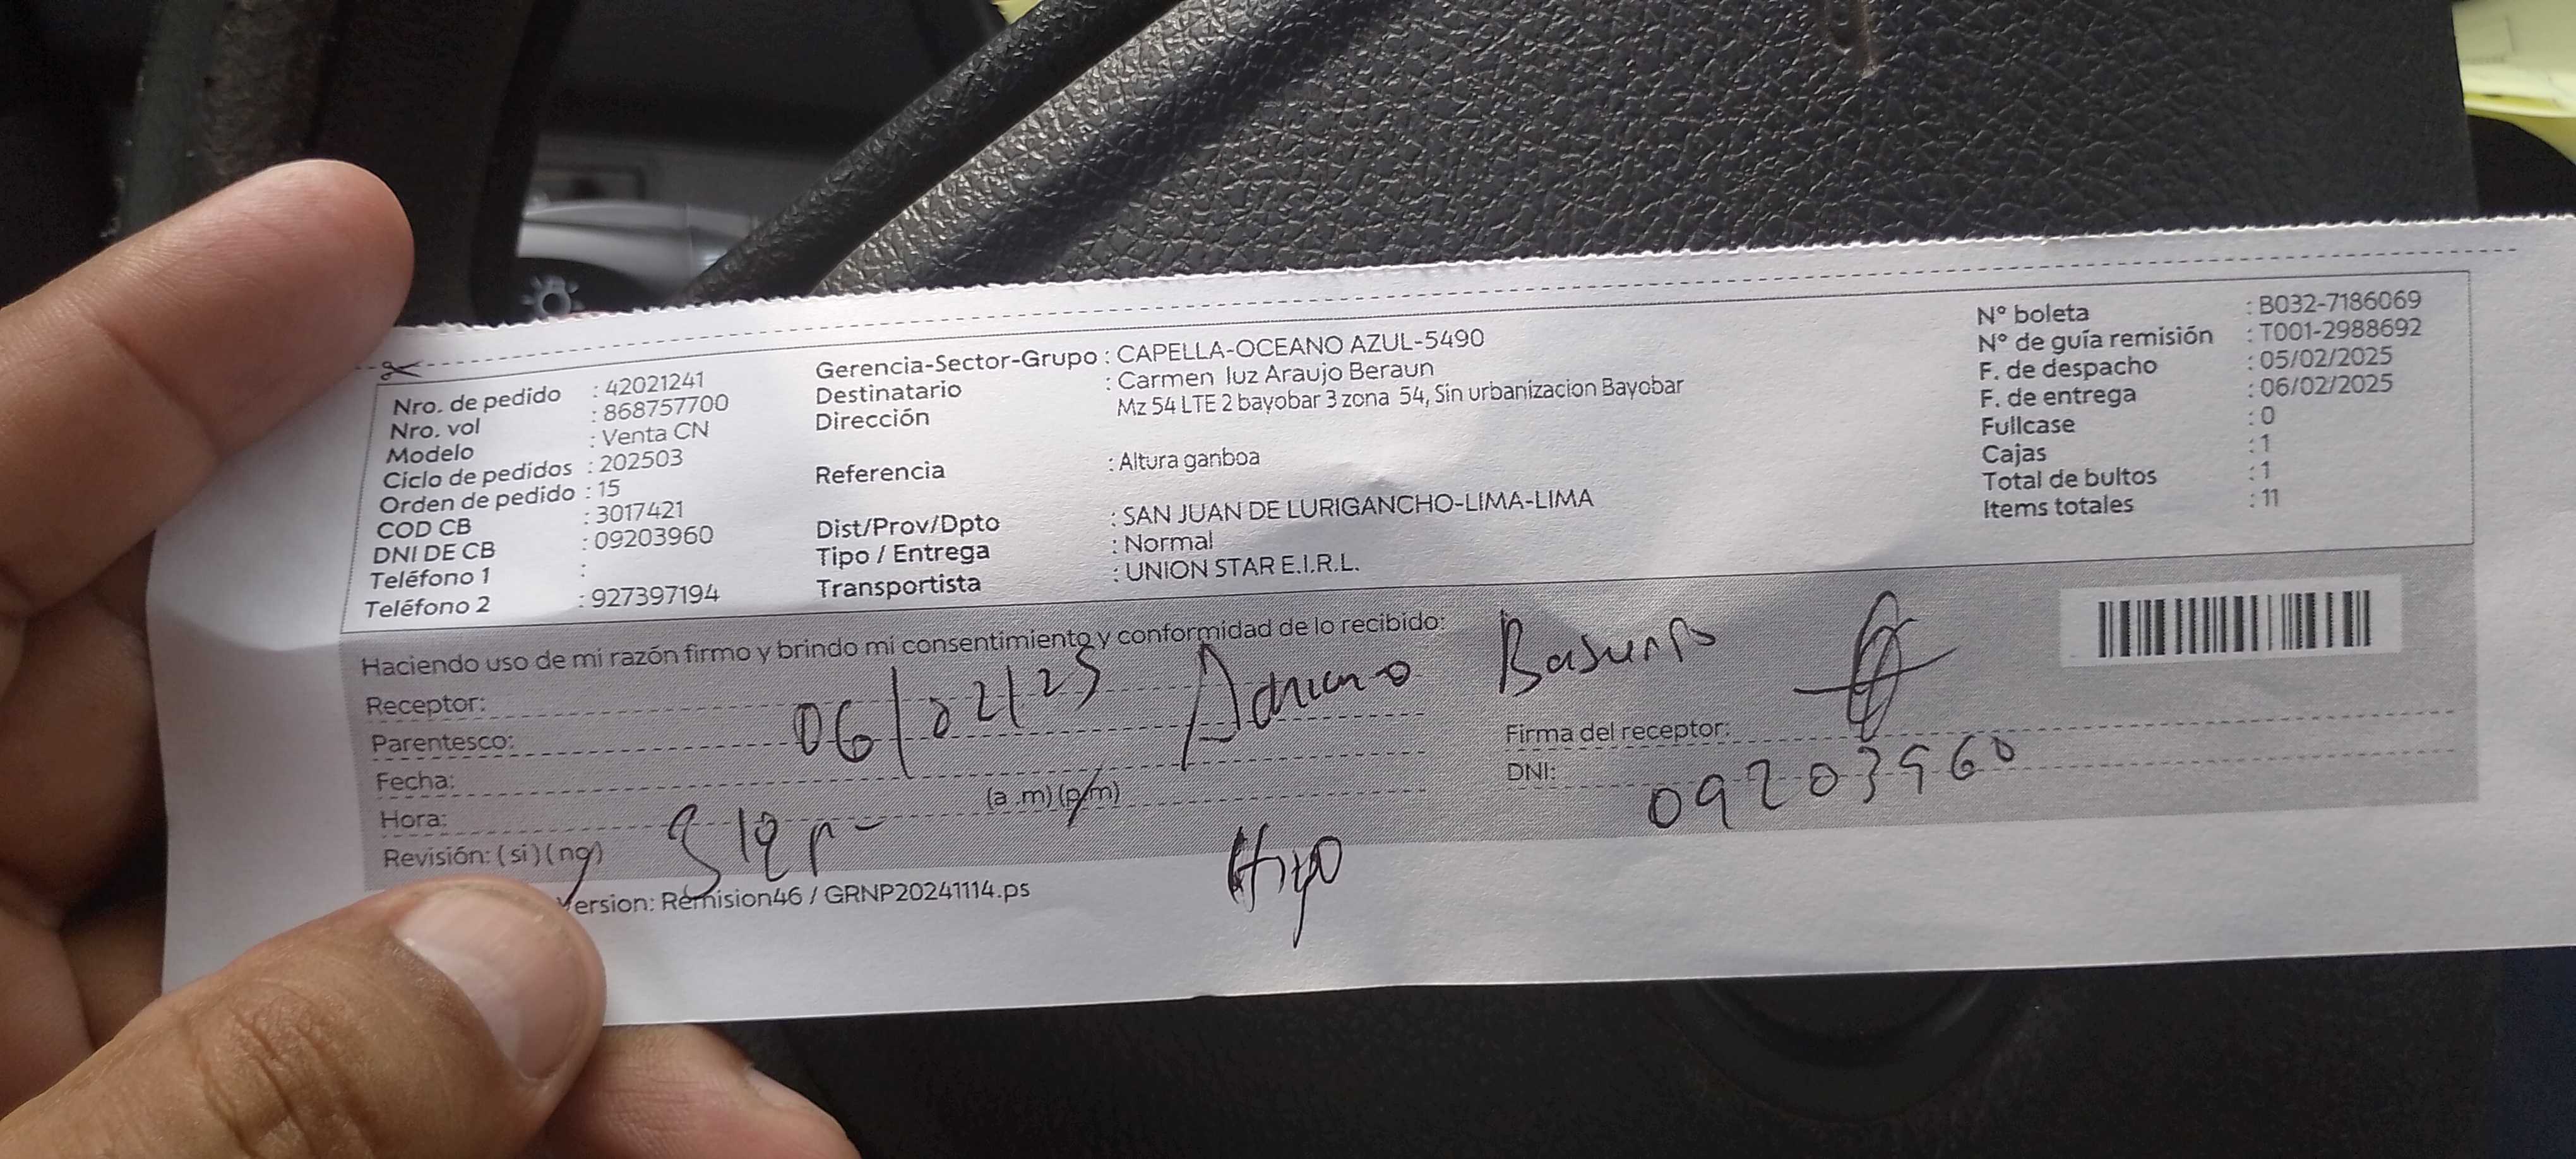 Nro. de pedido : 42021241
Nro. vol : 868757700
Modelo : Venta CN
Ciclo de pedidos : 202503
Orden de pedido : 15
COD CB : 3017421
DNI DE CB : 09203960
Teléfono 1 :
Teléfono 2 : 927397194
Gerencia-Sector-Grupo : CAPELLA-OCEANO AZUL-5490
Destinatario : Carmen luz Araujo Beraun
Dirección Mz 54 LTE 2 bayobar 3 zona 54, Sin urbanizacion Bayobar
Referencia : Altura ganboa
Dist/Prov/Dpto : SAN JUAN DE LURIGANCHO-LIMA-LIMA
Tipo / Entrega : Normal
Transportista : UNION STAR E.I.R.L.
N° boleta : B032-7186069
N° de guía remisión : T001-2988692
F. de despacho : 05/02/2025
F. de entrega : 06/02/2025
Fullcase : 0
Cajas : 1
Total de bultos : 1
Items totales : 11
Haciendo uso de mi razón firmo y brindo mi consentimiento y conformidad de lo recibido:
Receptor: Adriano Basurto
Parentesco:
Fecha: 06/02/25
Hora: (a .m) (p.m)
Revisión: (si) (no)
Hijo
Firma del receptor:
DNI: 09203960
Version: Remision46 / GRNP20241114.ps